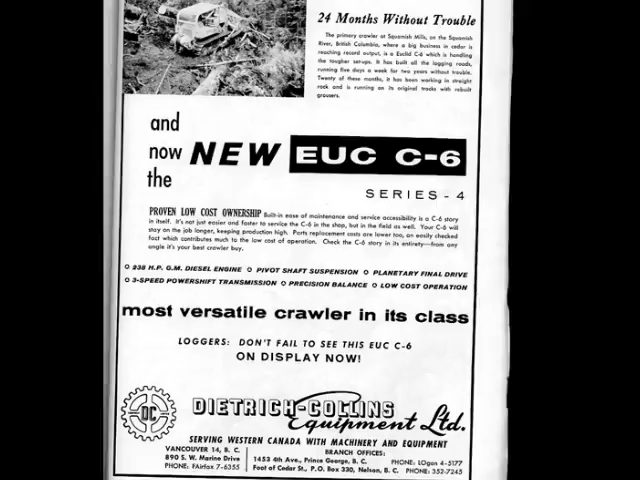 24 Months Without Trouble
The primary crawler at Squamish Mills, on the Squamish
River, British Columbia, where a big business in cedar is
reaching record output, is a Euclid C-6 which is handling
the tougher setups. It has built all the logging roads,
running five days a week for two years without trouble.
Twenty of these months, it has been working in straight
rock and is running on its original tracks with rebuilt
grousers.
and
now NEW EUC C-6
the
SERIES - 4
PROVEN LOW COST OWNERSHIP Built-in ease of maintenance and service accessibility is a C-6 story
in itself. It's not just easier and faster to service the C-6 in the shop, but in the field as well. Your C-6 will
stay on the job longer, keeping production high. Parts replacement costs are lower too, an easily checked
fact which contributes much to the low cost of operation. Check the C-6 story in its entirety—from any
angle it's your best crawler buy.
○ 238 H.P. G.M. DIESEL ENGINE ○ PIVOT SHAFT SUSPENSION ○ PLANETARY FINAL DRIVE
○ 3-SPEED POWERSHIFT TRANSMISSION ○ PRECISION BALANCE ○ LOW COST OPERATION
most versatile crawler in its class
LOGGERS: DON'T FAIL TO SEE THIS EUC C-6
ON DISPLAY NOW!
DC
DIETRICH-COLLINS
Equipment Ltd.
SERVING WESTERN CANADA WITH MACHINERY AND EQUIPMENT
VANCOUVER 14, B. C.
890 S. W. Marine Drive
PHONE: FAirfax 7-6355
BRANCH OFFICES:
1453 4th Ave., Prince George, B. C. PHONE: LOgan 4-5177
Foot of Cedar St., P.O. Box 330, Nelson, B. C. PHONE: 352-7245